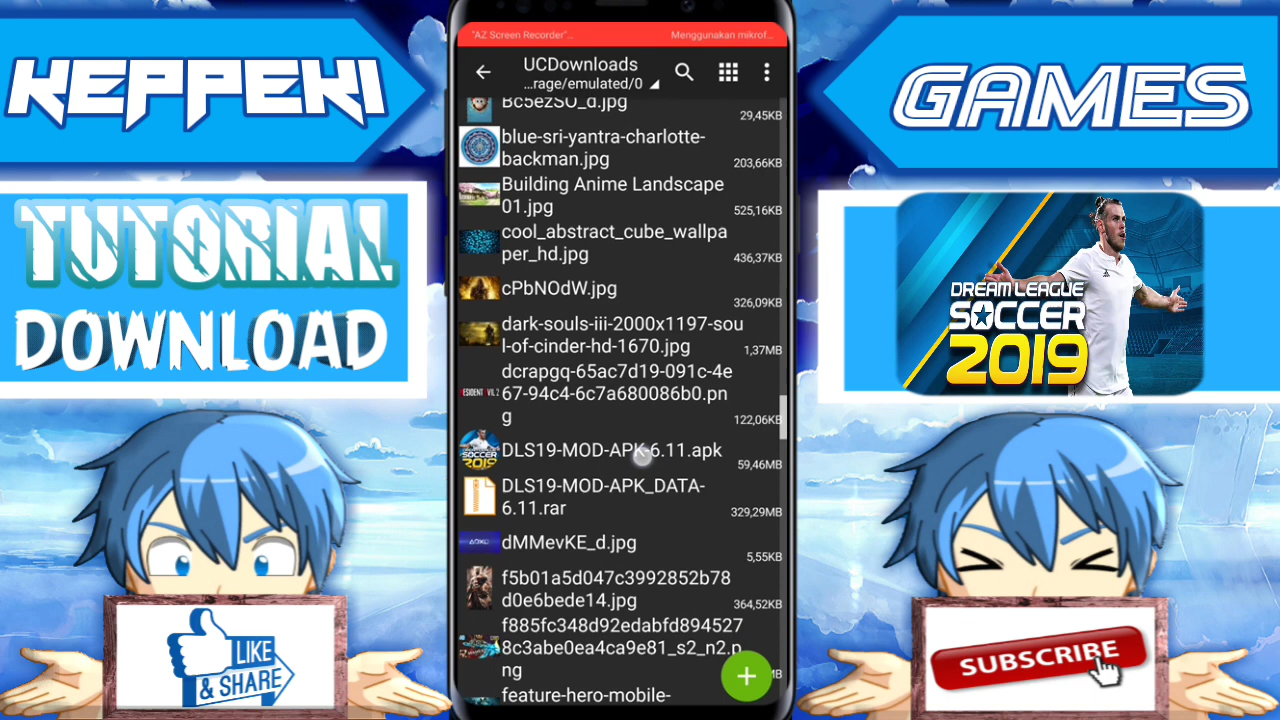 KEPPEKI
GAMES
TUTORIAL
DOWNLOAD
"AZ Screen Recorder"...
Menggunakan mikrof...
UCDownloads
...rage/emulated/0
Bc5ezSO_d.jpg
29,45KB
blue-sri-yantra-charlotte-
backman.jpg
203,66KB
Building Anime Landscape
01.jpg
525,16KB
cool_abstract_cube_wallpa
per_hd.jpg
436,37KB
cPbNOdW.jpg
326,09KB
dark-souls-iii-2000x1197-sou
l-of-cinder-hd-1670.jpg
1,37MB
dcrapgq-65ac7d19-091c-4e
67-94c4-6c7a680086b0.pn
g
122,06KB
DLS19-MOD-APK-6.11.apk
59,46MB
DLS19-MOD-APK_DATA-
6.11.rar
329,29MB
dMMevKE_d.jpg
5,55KB
f5b01a5d047c3992852b78
d0e6bede14.jpg
364,52KB
f885fc348d92edabfd894527
8c3abe0ea4ca9e81_s2_n2.p
ng
feature-hero-mobile-
DREAM LEAGUE
SOCCER
2019
LIKE
& SHARE
SUBSCRIBE